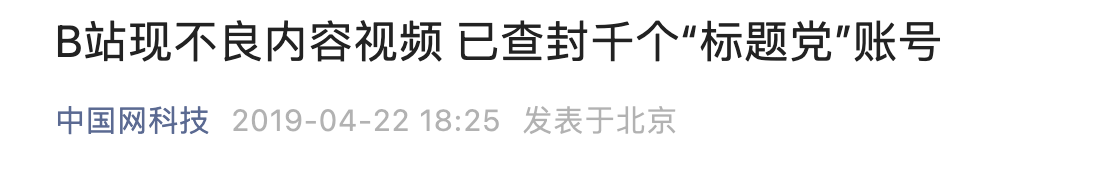 B站现不良内容视频 已查封千个“标题党”账号
中国网科技 2019-04-22 18:25 发表于北京